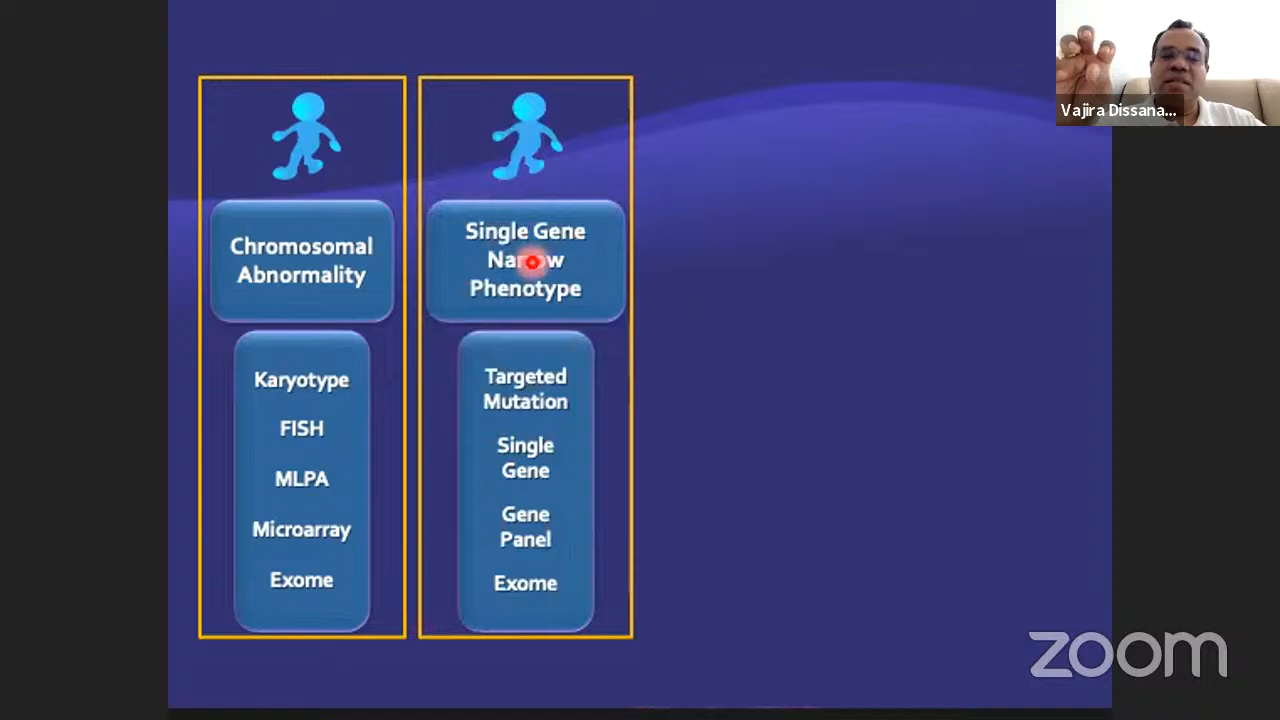 Vajira Dissana...
Chromosomal
Abnormality
Single Gene
Narrow
Phenotype
Karyotype
FISH
MLPA
Microarray
Exome
Targeted
Mutation
Single
Gene
Gene
Panel
Exome
zoom